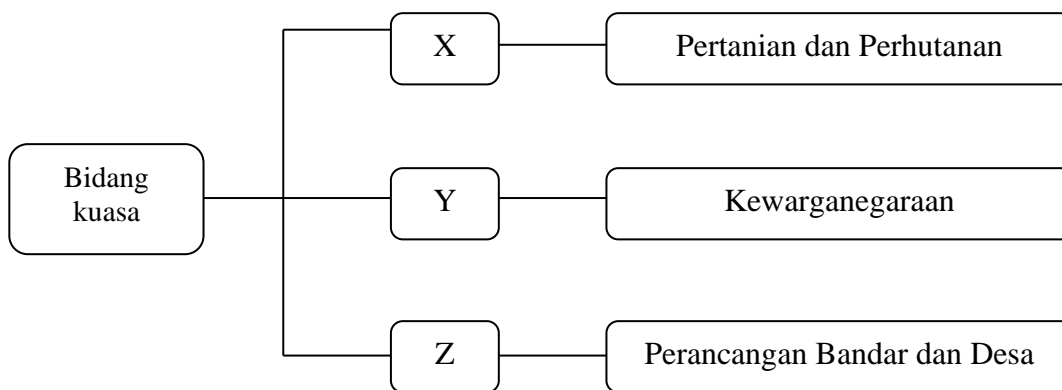 X
Pertanian dan Perhutanan
Bidang
kuasa
Y
Kewarganegaraan
Z
Perancangan Bandar dan Desa